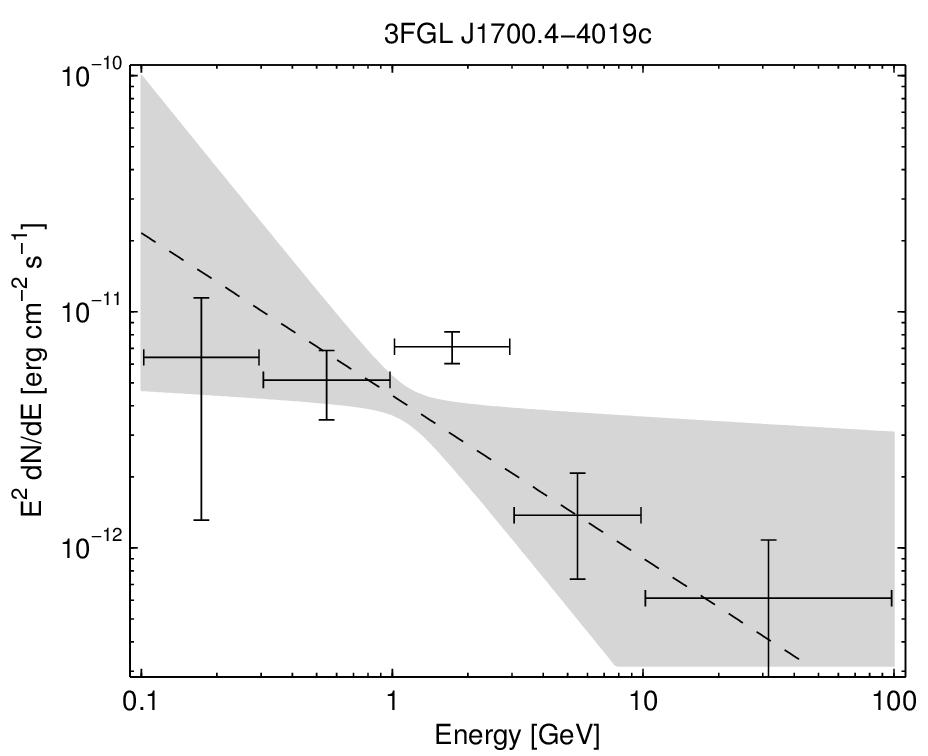 3FGL J1700.4−4019c
10⁻¹⁰
10⁻¹¹
10⁻¹²
E² dN/dE [erg cm⁻² s⁻¹]
0.1 1 10 100
Energy [GeV]